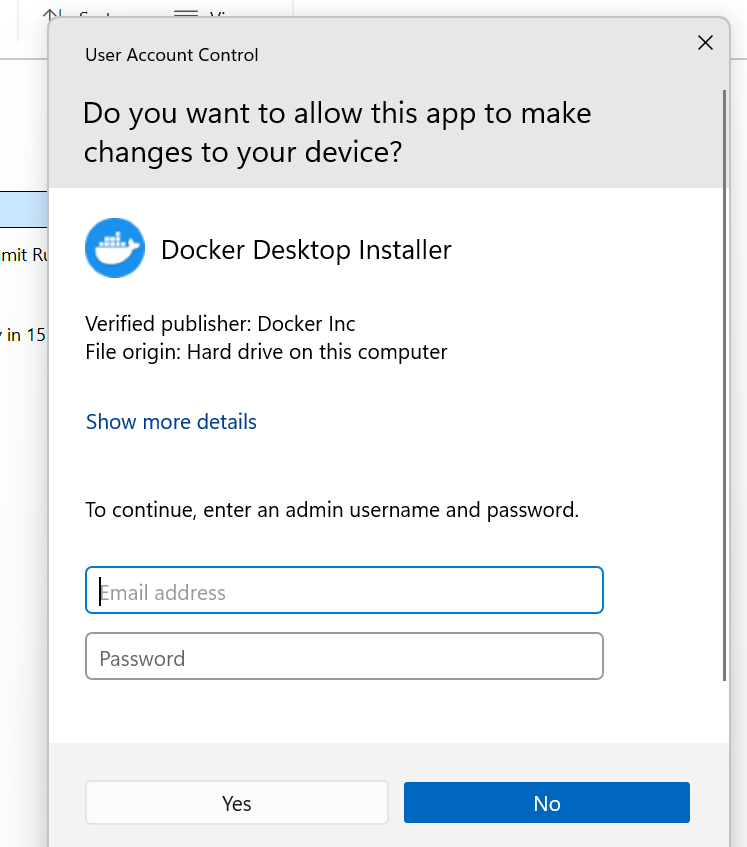 User Account Control
Do you want to allow this app to make
changes to your device?
Docker Desktop Installer
Verified publisher: Docker Inc
File origin: Hard drive on this computer
in 15
Show more details
To continue, enter an admin username and password.
Email address
Password
Yes
No